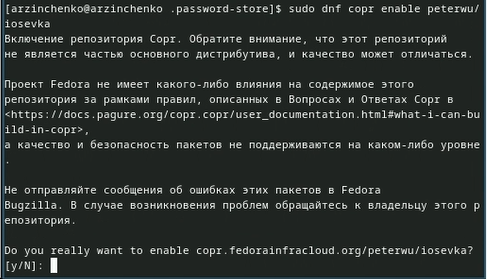 [arzinchenko@arzinchenko .password-store]$ sudo dnf copr enable peterwu/
iosevka
Включение репозитория Copr. Обратите внимание, что этот репозиторий
не является частью основного дистрибутива, и качество может отличаться.

Проект Fedora не имеет какого-либо влияния на содержимое этого
репозитория за рамками правил, описанных в Вопросах и Ответах Copr в
<https://docs.pagure.org/copr.copr/user_documentation.html#what-i-can-bu
ild-in-copr>,
а качество и безопасность пакетов не поддерживаются на каком-либо уровне
.

Не отправляйте сообщения об ошибках этих пакетов в Fedora
Bugzilla. В случае возникновения проблем обращайтесь к владельцу этого р
епозитория.

Do you really want to enable copr.fedorainfracloud.org/peterwu/iosevka?
[y/N]: